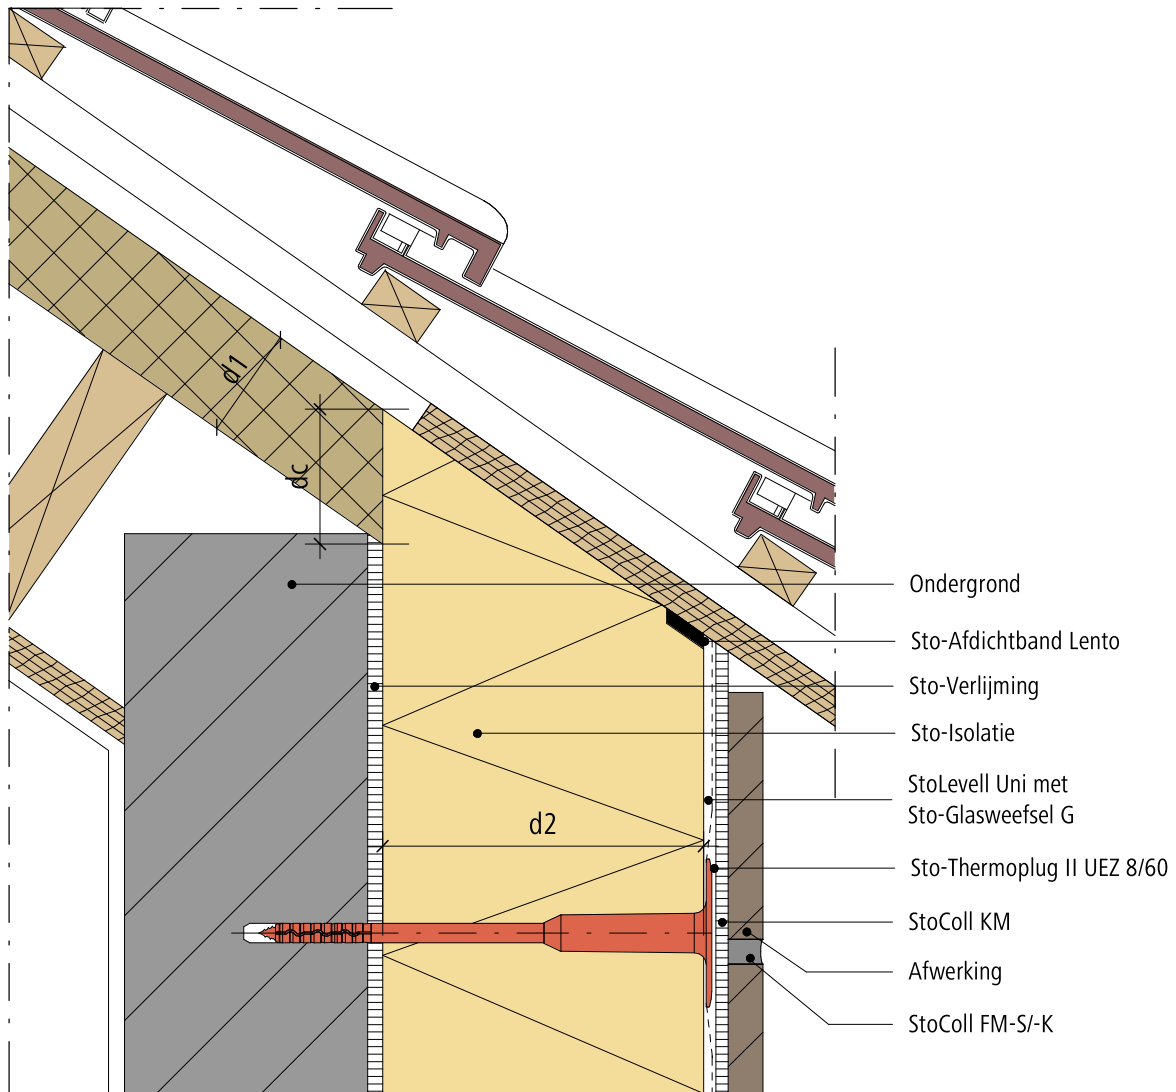 d1
dc
Ondergrond
Sto-Afdichtband Lento
Sto-Verlijming
Sto-Isolatie
StoLevell Uni met
Sto-Glasweefsel G
d2
Sto-Thermoplug II UEZ 8/60
StoColl KM
Afwerking
StoColl FM-S/-K